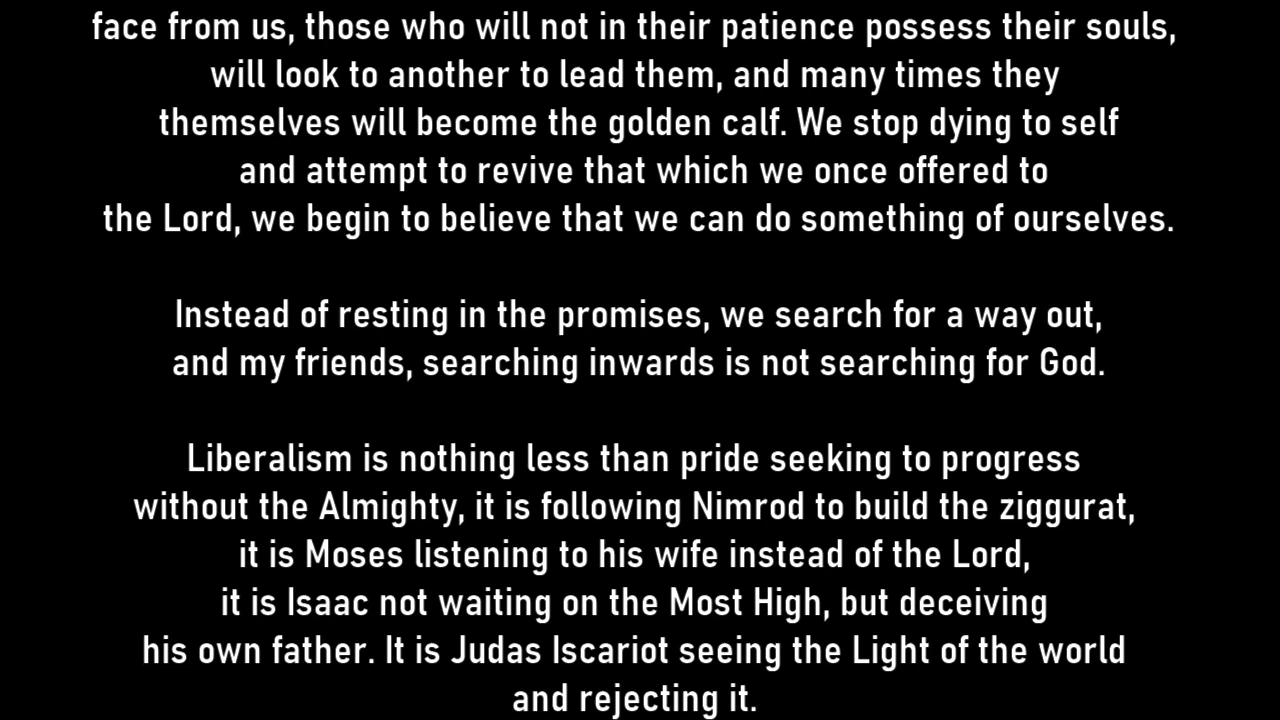 face from us, those who will not in their patience possess their souls,
will look to another to lead them, and many times they
themselves will become the golden calf. We stop dying to self
and attempt to revive that which we once offered to
the Lord, we begin to believe that we can do something of ourselves.
Instead of resting in the promises, we search for a way out,
and my friends, searching inwards is not searching for God.
Liberalism is nothing less than pride seeking to progress
without the Almighty, it is following Nimrod to build the ziggurat,
it is Moses listening to his wife instead of the Lord,
it is Isaac not waiting on the Most High, but deceiving
his own father. It is Judas Iscariot seeing the Light of the world
and rejecting it.